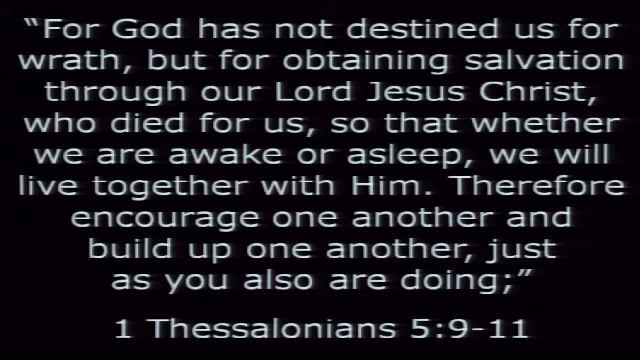 “For God has not destined us for
wrath, but for obtaining salvation
through our Lord Jesus Christ,
who died for us, so that whether
we are awake or asleep, we will
live together with Him. Therefore
encourage one another and
build up one another, just
as you also are doing;”
1 Thessalonians 5:9-11